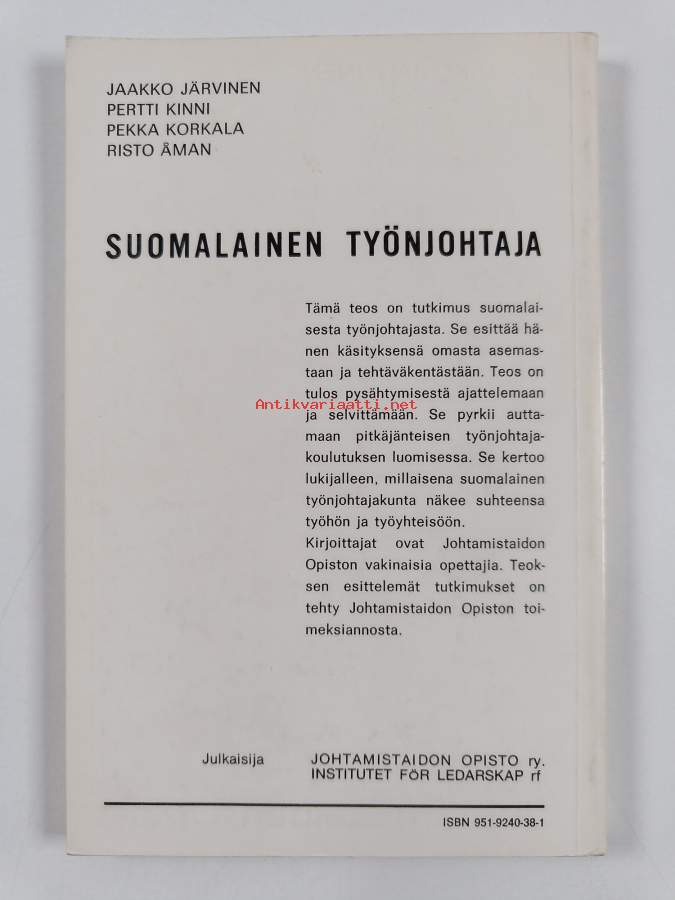 JAAKKO JÄRVINEN
PERTTI KINNI
PEKKA KORKALA
RISTO ÅMAN
SUOMALAINEN TYÖNJOHTAJA
Tämä teos on tutkimus suomalai-
sesta työnjohtajasta. Se esittää hä-
nen käsityksensä omasta asemas-
taan ja tehtäväkentästään. Teos on
tulos pysähtymisestä ajattelemaan
Antikvariaatti.net
ja selvittämään. Se pyrkii autta-
maan pitkäjänteisen työnjohtaja-
koulutuksen luomisessa. Se kertoo
lukijalleen, millaisena suomalainen
työnjohtajakunta näkee suhteensa
työhön ja työyhteisöön.
Kirjoittajat ovat Johtamistaidon
Opiston vakinaisia opettajia. Teok-
sen esittelemät tutkimukset on
tehty Johtamistaidon Opiston toi-
meksiannosta.
Julkaisija JOHTAMISTAIDON OPISTO ry.
INSTITUTET FÖR LEDARSKAP rf
ISBN 951-9240-38-1